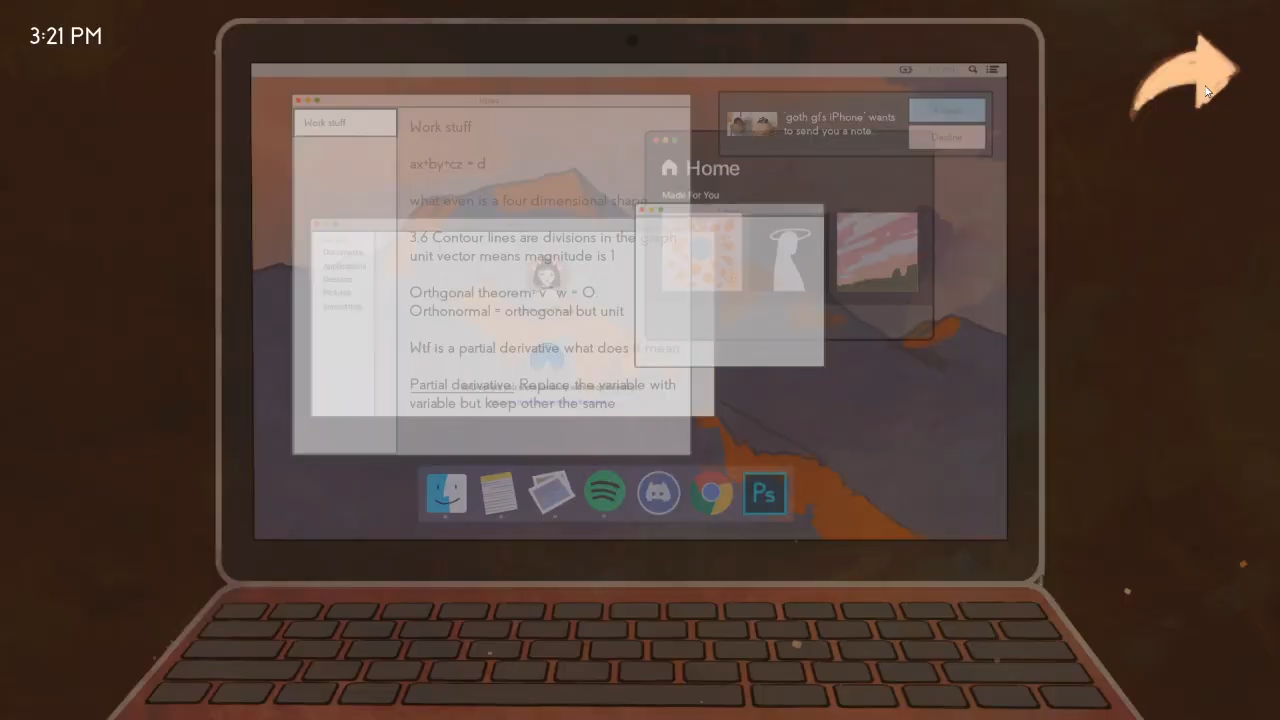 3:21 PM
Work stuff
Work stuff
ax+by+cz = d
what even is a four dimensional shape
3.6 Contour lines are divisions in the graph
unit vector means magnitude is 1
Orthgonal theorem: v w = 0
Orthonormal = orthogonal but unit
Wtf is a partial derivative what does it mean
Partial derivative: Replace the variable with
variable but keep other the same
Documents
Applications
Desktop
Pictures
'goth gfs iPhone' wants
to send you a note
Decline
Home
Made For You
Ps